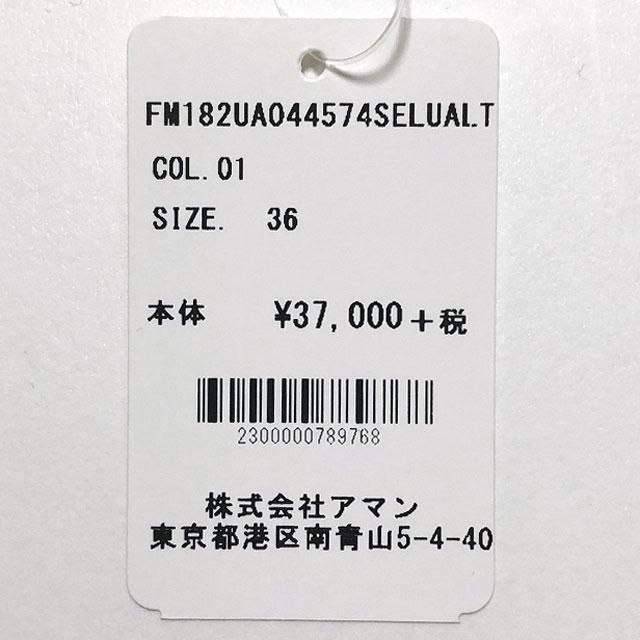 FM182UA044574SELUALT
COL.01
SIZE. 36
本体 ¥37,000+税
2300000789768
株式会社アマン
東京都港区南青山5-4-40